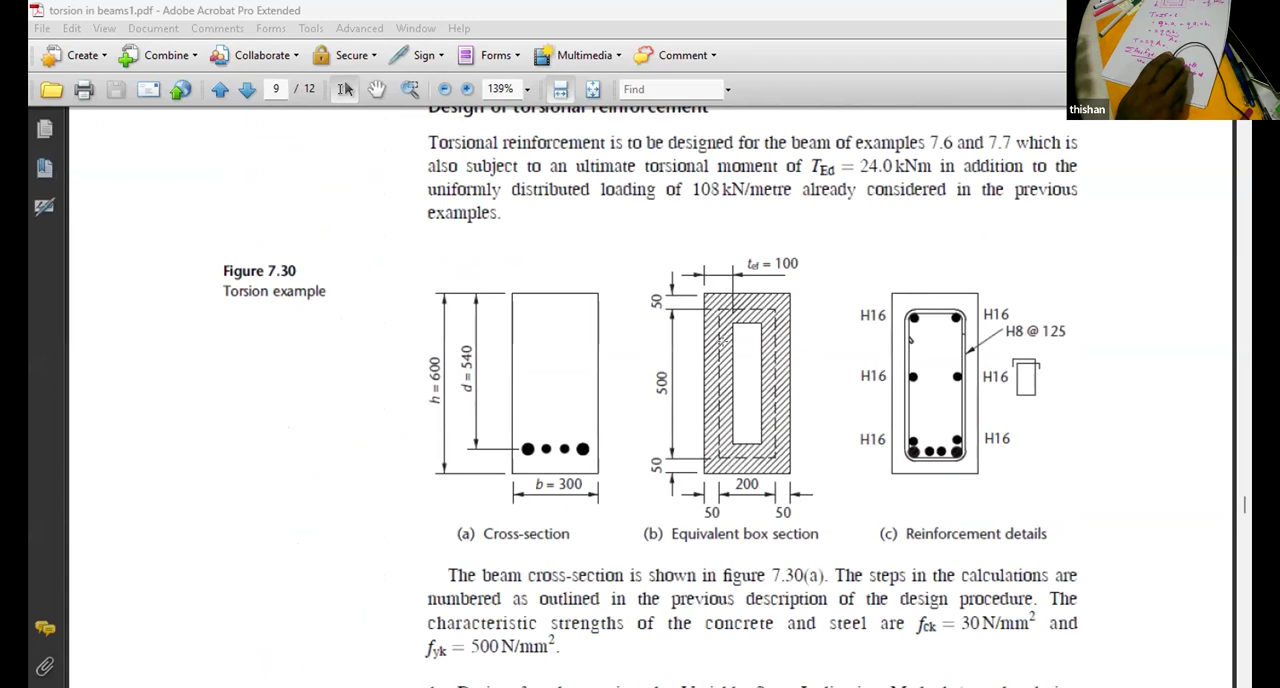 torsion in beams1.pdf - Adobe Acrobat Pro Extended
File Edit View Document Comments Forms Tools Advanced Window Help
Create Combine Collaborate Secure Sign Forms Multimedia Comment
9 / 12 139% Find
thishan
Design of torsional reinforcement
Torsional reinforcement is to be designed for the beam of examples 7.6 and 7.7 which is
also subject to an ultimate torsional moment of TEd = 24.0 kNm in addition to the
uniformly distributed loading of 108 kN/metre already considered in the previous
examples.
Figure 7.30
Torsion example
h = 600
d = 540
b = 300
(a) Cross-section
tef = 100
50
500
50
200
50
50
(b) Equivalent box section
H16 H16
H8 @ 125
H16 H16
H16 H16
(c) Reinforcement details
The beam cross-section is shown in figure 7.30(a). The steps in the calculations are
numbered as outlined in the previous description of the design procedure. The
characteristic strengths of the concrete and steel are fck = 30 N/mm² and
fyk = 500 N/mm².